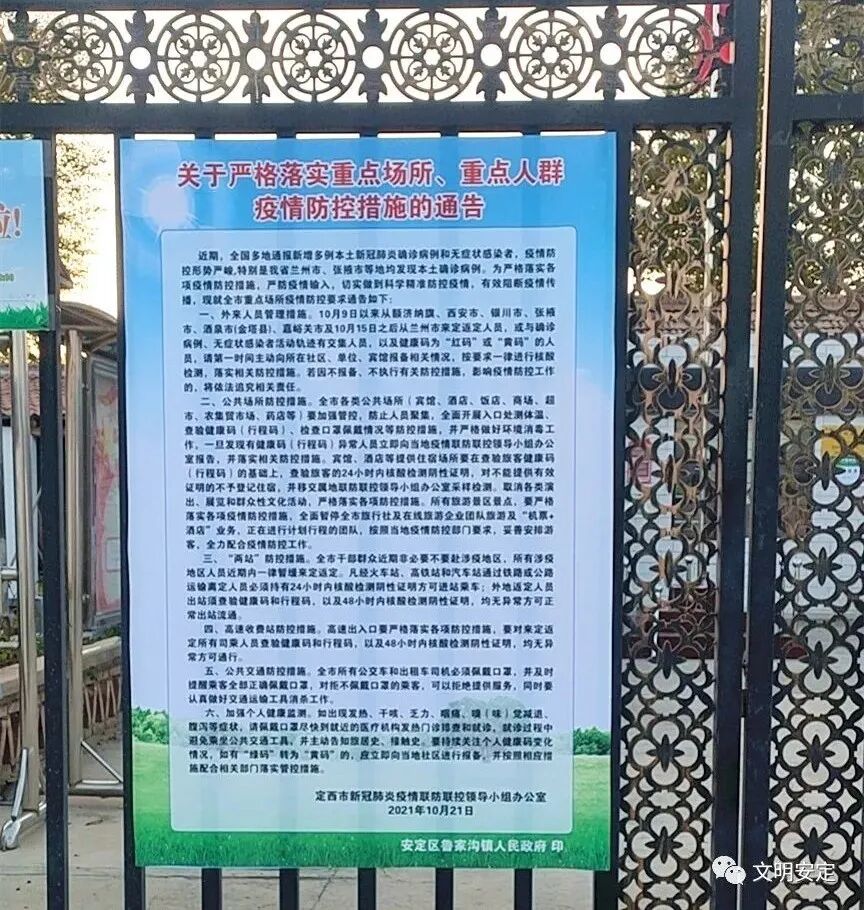 关于严格落实重点场所、重点人群
疫情防控措施的通告
近期，全国多地通报新增多例本土新冠肺炎确诊病例和无症状感染者，疫情防
控形势严峻,特别是我省兰州市、张掖市等地均发现本土确诊病例。为严格落实各
项疫情防控措施，严防疫情输入，切实做到科学精准防控疫情，有效阻断疫情传
播，现就全市重点场所疫情防控要求通告如下：
一、外来人员管理措施。10月9日以来从额济纳旗、西安市、银川市、张掖
市、酒泉市(金塔县)、嘉峪关市及10月15日之后从兰州市来定返定人员，或与确诊
病例、无症状感染者活动轨迹有交集人员，以及健康码为“红码”或“黄码”的人
员，请第一时间主动向所在社区、单位、宾馆报备相关情况，按要求一律进行核酸
检测，落实相关防控措施。若因不报备、不执行有关防控措施，影响疫情防控工作
的，将依法追究相关责任。
二、公共场所防控措施。全市各类公共场所（宾馆、酒店、饭店、商场、超
市、农集贸市场、药店等）要加强管控，防止人员聚集，全面开展入口处测体温、
查验健康码（行程码）、检查口罩佩戴情况等防控措施，并严格做好环境消毒工
作，一旦发现有健康码（行程码）异常人员立即向当地疫情联防联控领导小组办公
室报告，并落实相关防控措施。宾馆、酒店等提供住宿场所要在查验旅客健康码
（行程码）的基础上，查验旅客的24小时内核酸检测阴性证明，对不能提供有效
证明的不予登记住宿，并移交属地联防联控领导小组办公室采样检测。取消各类演
出、展览和群众性文化活动，严格落实各项防控措施。所有旅游景区景点，要严格
落实各项疫情防控措施，全面暂停全市旅行社及在线旅游企业团队旅游及“机票+
酒店”业务，正在进行计划行程的团队，按照当地疫情防控部门要求，妥善安排游
客，全力配合疫情防控工作。
三、“两站”防控措施。全市干部群众近期非必要不要赴涉疫地区，所有涉疫
地区人员近期内一律暂缓来定返定。凡经火车站、高铁站和汽车站通过铁路或公路
运输离定人员必须持有24小时内核酸检测阴性证明方可进站乘车；外地返定人员
出站须查验健康码和行程码，以及48小时内核酸检测阴性证明，均无异常方可正
常出站流通。
四、高速收费站防控措施。高速出入口要严格落实各项防控措施，要对来定返
定所有司乘人员查验健康码和行程码，以及48小时内核酸检测阴性证明，均无异
常方可通行。
五、公共交通防控措施。全市所有公交车和出租车司机必须佩戴口罩，并及时
提醒乘客全部正确佩戴口罩，对拒不佩戴口罩的乘客，可以拒绝提供服务，同时要
认真做好交通运输工具消杀工作。
六、加强个人健康监测。如出现发热、干咳、乏力、咽痛、嗅（味）觉减退、
腹泻等症状，请佩戴口罩尽快到就近的医疗机构发热门诊排查和就诊，就诊过程中
避免乘坐公共交通工具，并主动告知旅居史、接触史。要持续关注个人健康码变化
情况，如有“绿码”转为“黄码”的，应立即向当地社区进行报备，并按照相应措
施配合相关部门落实管控措施。
定西市新冠肺炎疫情联防联控领导小组办公室
2021年10月21日
安定区鲁家沟镇人民政府 印
文明安定